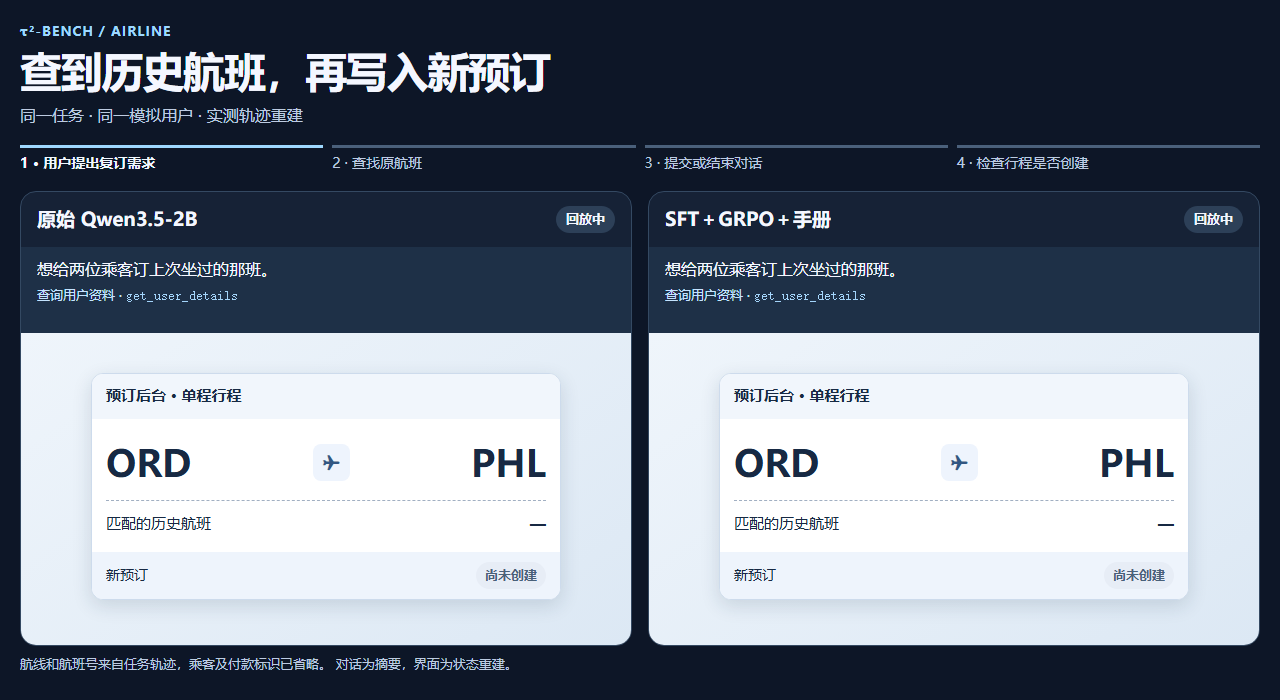 τ²-BENCH / AIRLINE
查到历史航班，再写入新预订
同一任务 · 同一模拟用户 · 实测轨迹重建
1 · 用户提出复订需求
2 · 查找原航班
3 · 提交或结束对话
4 · 检查行程是否创建
原始 Qwen3.5-2B
回放中
想给两位乘客订上次坐过的那班。
查询用户资料 · get_user_details
预订后台 · 单程行程
ORD ✈ PHL
匹配的历史航班 —
新预订 尚未创建
SFT + GRPO + 手册
回放中
想给两位乘客订上次坐过的那班。
查询用户资料 · get_user_details
预订后台 · 单程行程
ORD ✈ PHL
匹配的历史航班 —
新预订 尚未创建
航线和航班号来自任务轨迹，乘客及付款标识已省略。 对话为摘要，界面为状态重建。